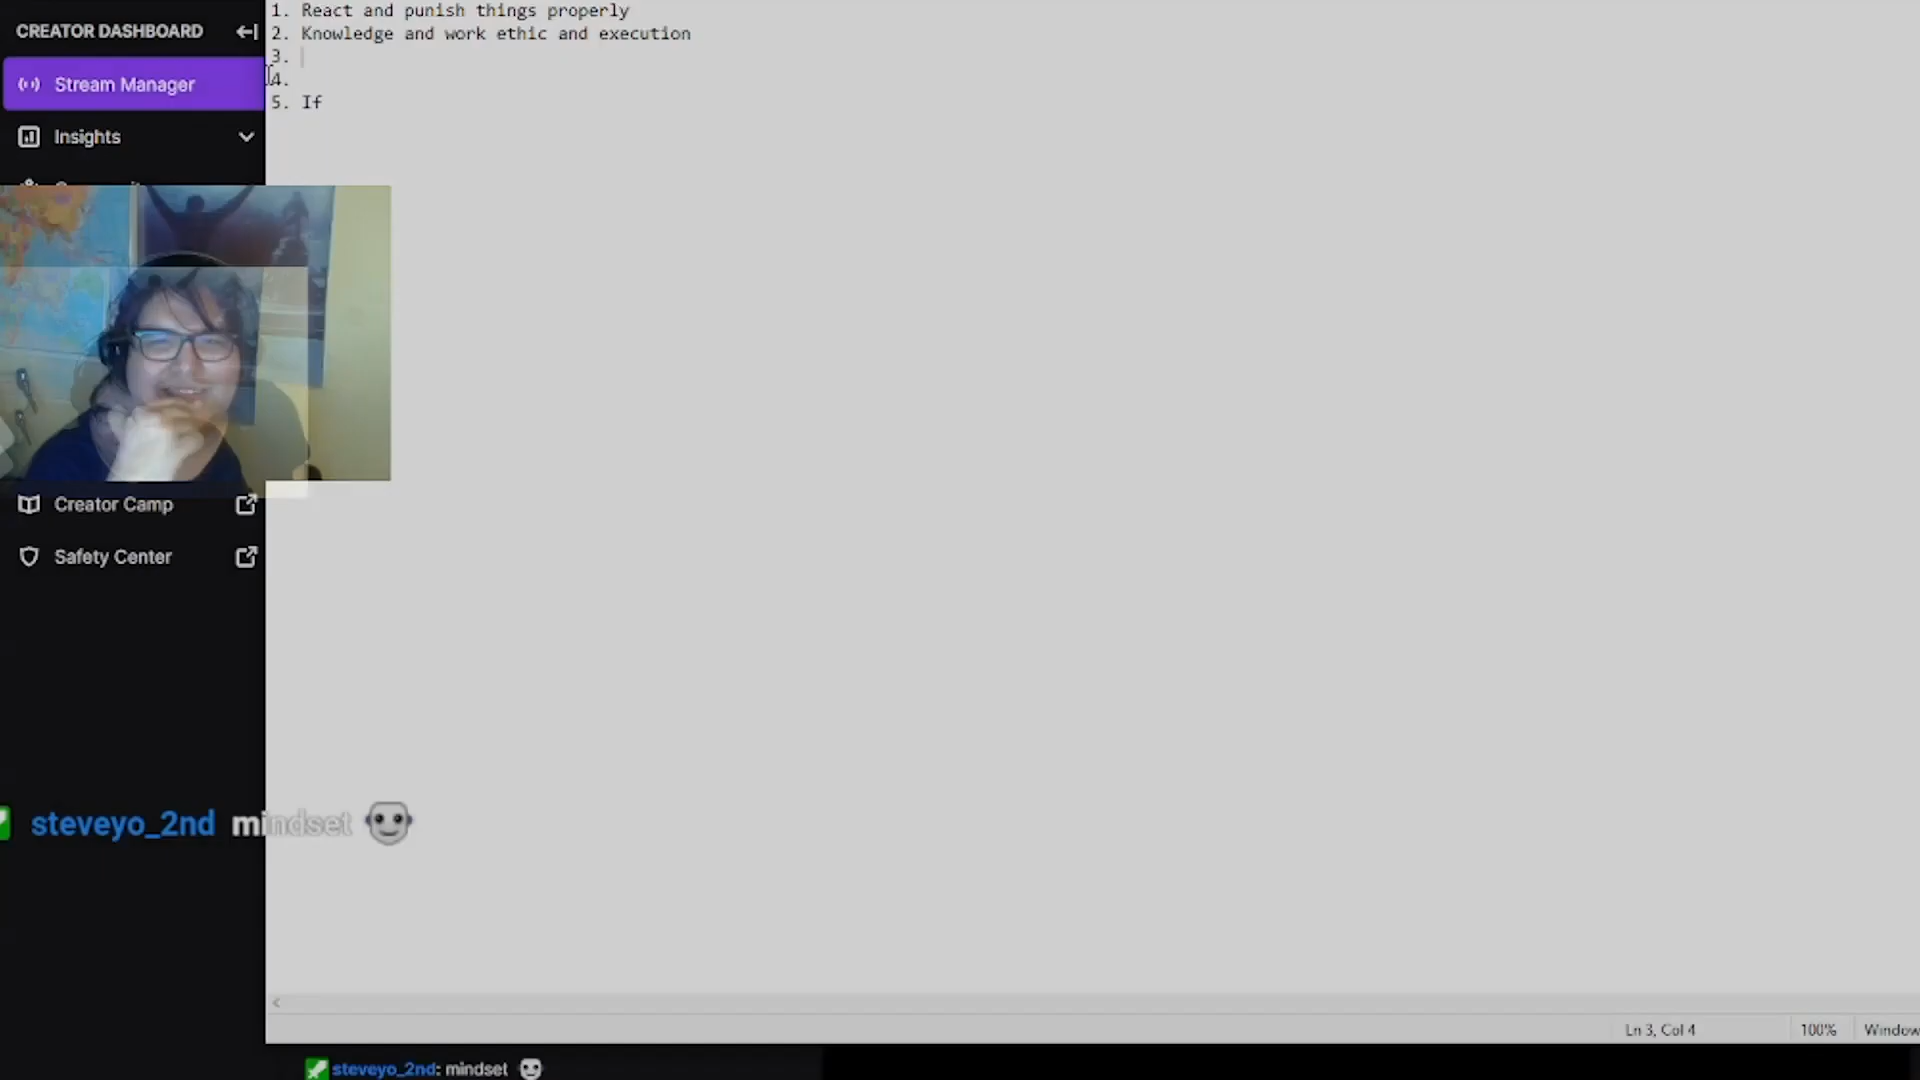 CREATOR DASHBOARD
Stream Manager
Insights
Creator Camp
Safety Center
1. React and punish things properly
2. Knowledge and work ethic and execution
3.
4.
5. If
steveyo_2nd mindset
Ln 3, Col 4
100%
Window
steveyo_2nd: mindset